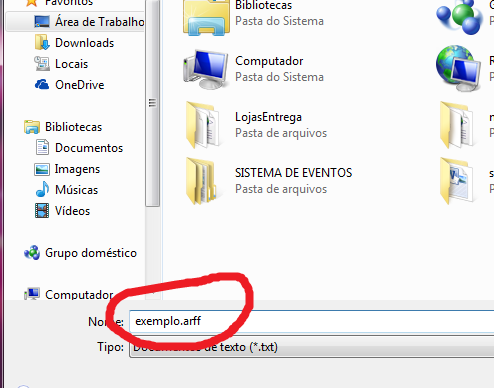 Favoritos
Área de Trabalho
Downloads
Locais
OneDrive
Bibliotecas
Documentos
Imagens
Músicas
Vídeos
Grupo doméstico
Computador
Bibliotecas
Pasta do Sistema
Computador
Pasta do Sistema
LojasEntrega
Pasta de arquivos
SISTEMA DE EVENTOS
Pasta de arquivos
Nome: exemplo.arff
Tipo: Documentos de texto (*.txt)